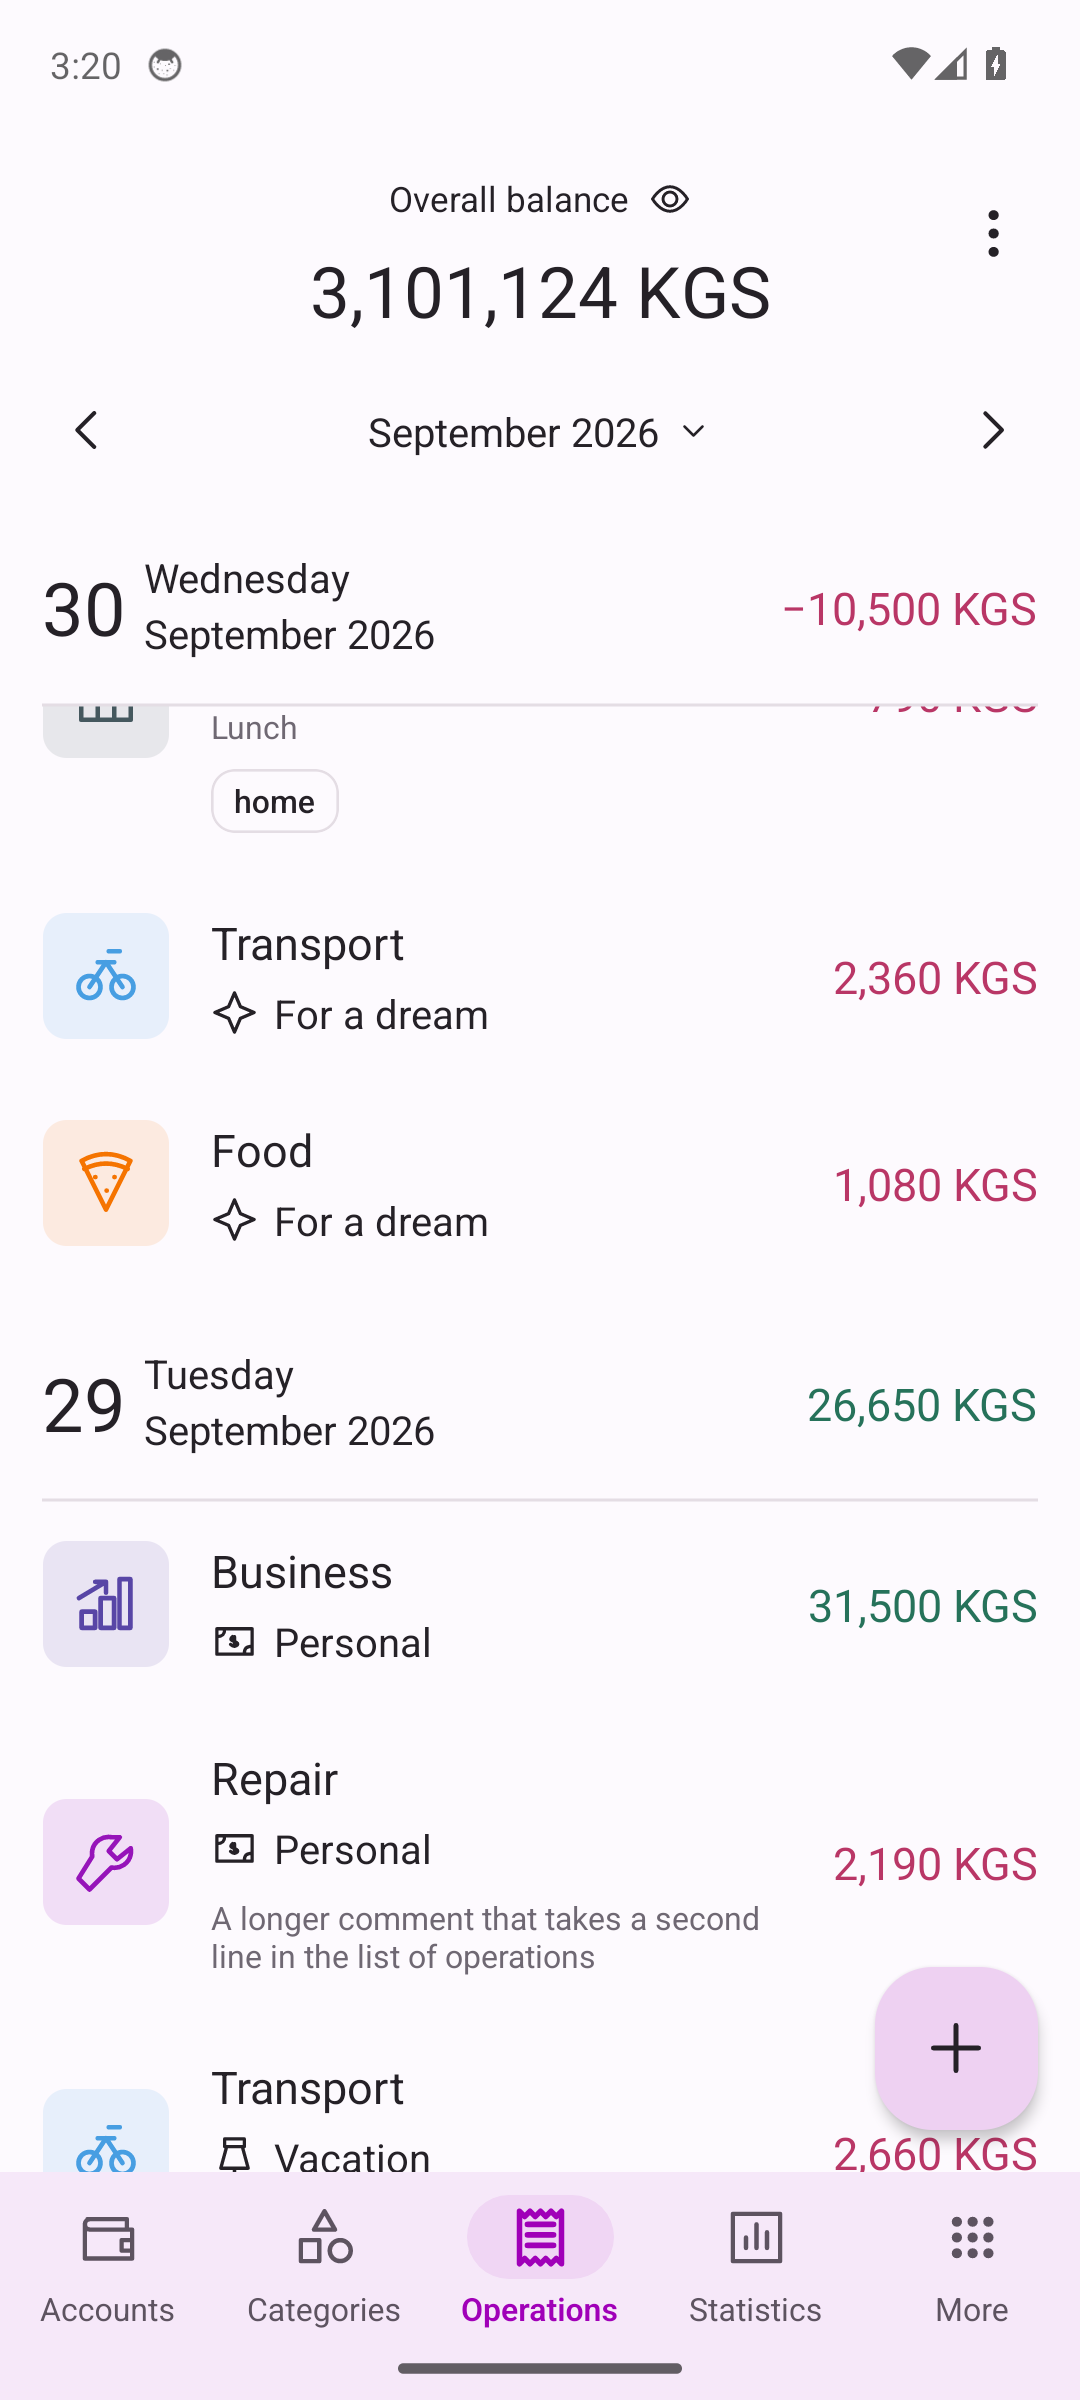 3:20
Overall balance
3,101,124 KGS
September 2026
30
Wednesday
September 2026
−10,500 KGS
Lunch
home
Transport
For a dream
2,360 KGS
Food
For a dream
1,080 KGS
29
Tuesday
September 2026
26,650 KGS
Business
Personal
31,500 KGS
Repair
Personal
A longer comment that takes a second
line in the list of operations
2,190 KGS
Transport
Vacation
2,660 KGS
Accounts
Categories
Operations
Statistics
More